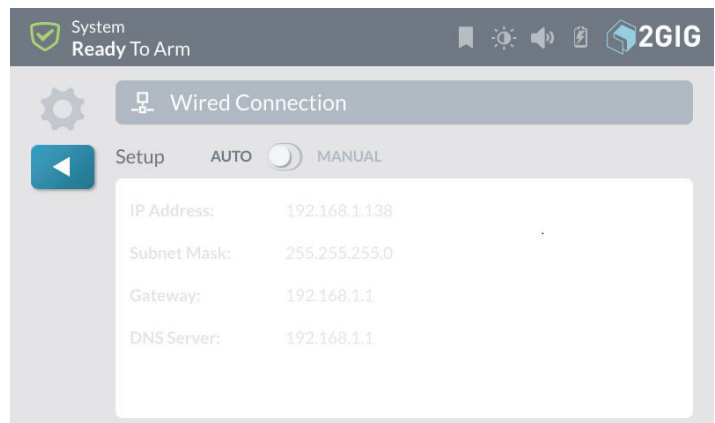 System
Ready To Arm
2GIG
Wired Connection
Setup AUTO MANUAL
IP Address: 192.168.1.138
Subnet Mask: 255.255.255.0
Gateway: 192.168.1.1
DNS Server: 192.168.1.1